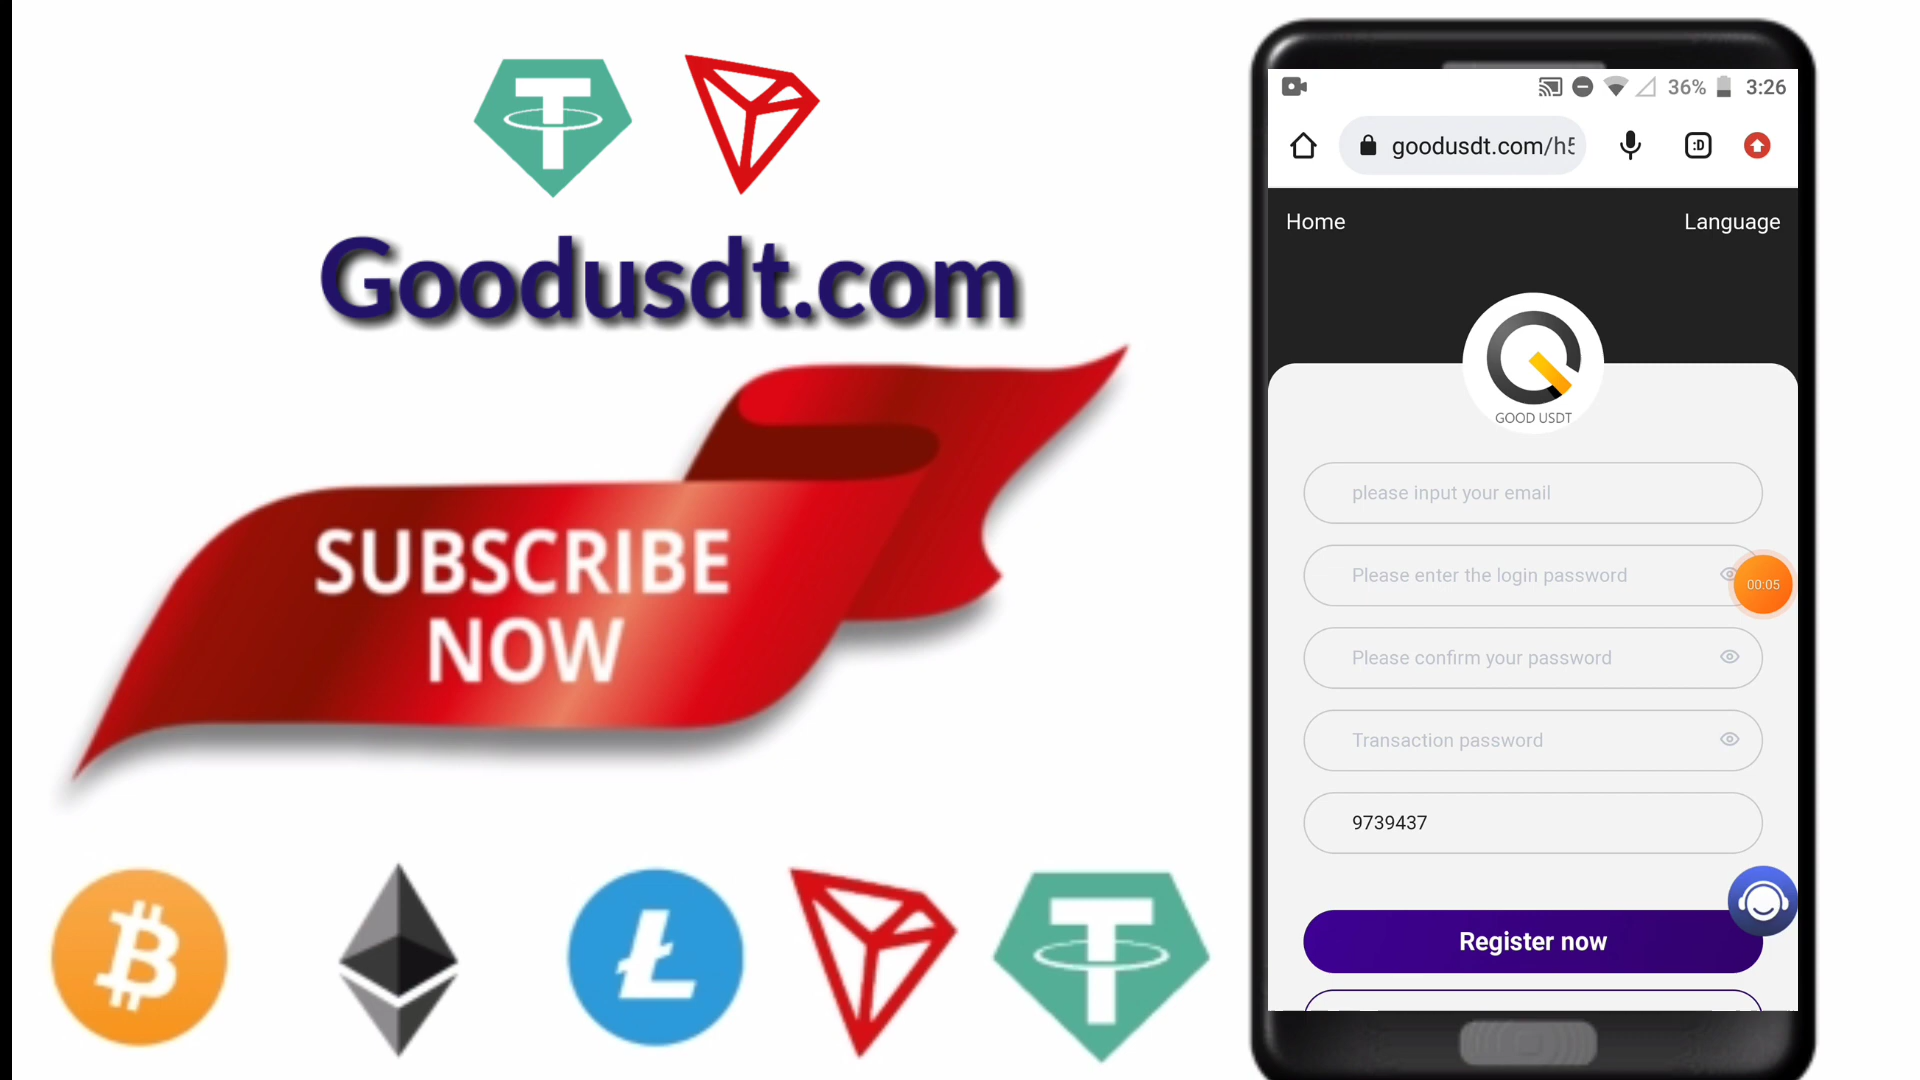 Goodusdt.com
SUBSCRIBE
NOW
36% 3:26
goodusdt.com/h5
:D
Home Language
GOOD USDT
please input your email
Please enter the login password
00:05
Please confirm your password
Transaction password
9739437
Register now